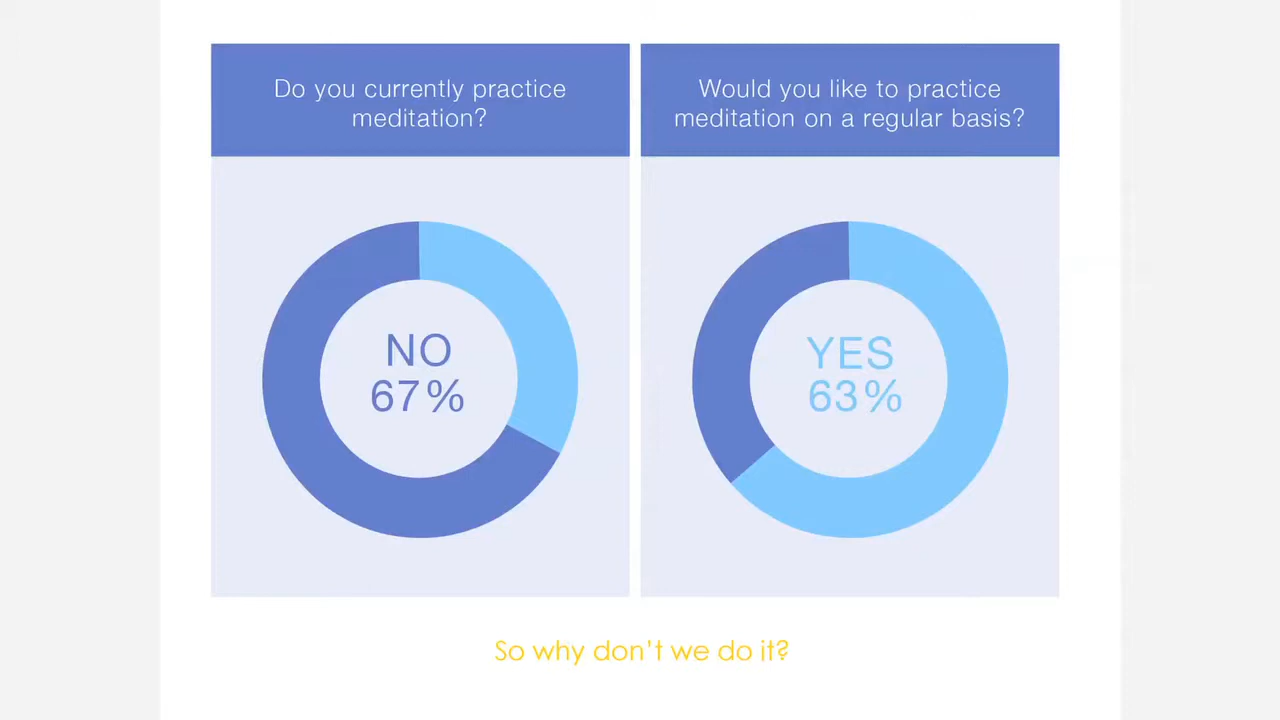 Do you currently practice
meditation?
NO
67%
Would you like to practice
meditation on a regular basis?
YES
63%
So why don't we do it?